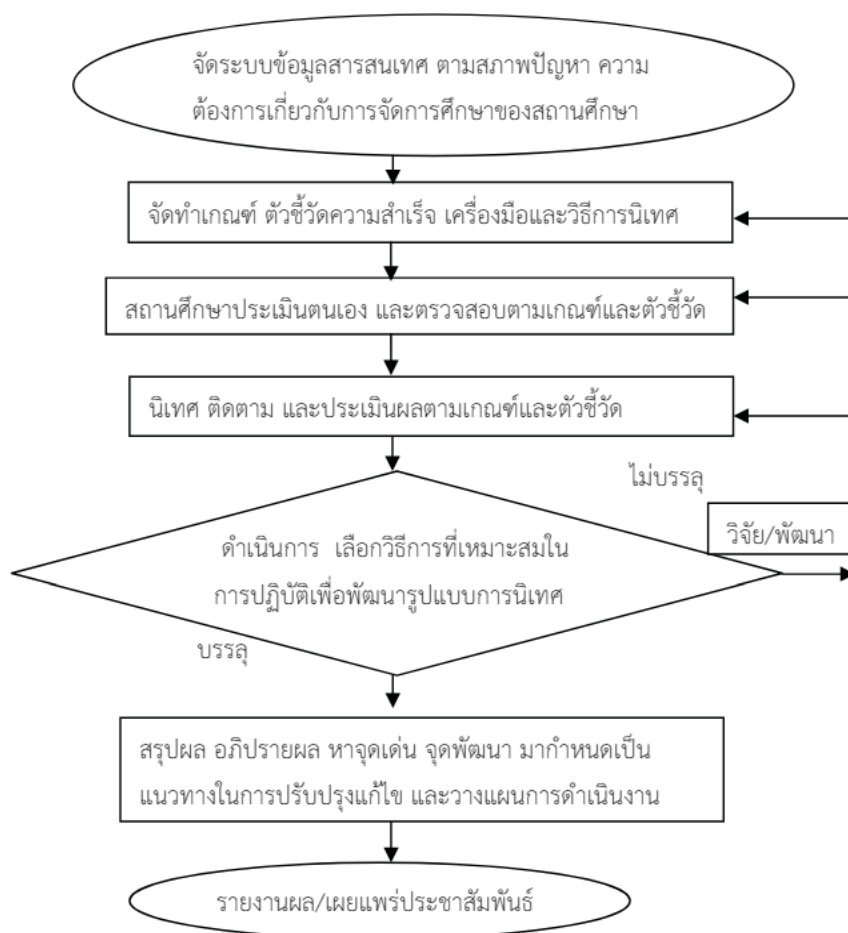 จัดระบบข้อมูลสารสนเทศ ตามสภาพปัญหา ความ
ต้องการเกี่ยวกับการจัดการศึกษาของสถานศึกษา
จัดทำเกณฑ์ ตัวชี้วัดความสำเร็จ เครื่องมือและวิธีการนิเทศ
สถานศึกษาประเมินตนเอง และตรวจสอบตามเกณฑ์และตัวชี้วัด
นิเทศ ติดตาม และประเมินผลตามเกณฑ์และตัวชี้วัด
ไม่บรรลุ
วิจัย/พัฒนา
ดำเนินการ เลือกวิธีการที่เหมาะสมใน
การปฏิบัติเพื่อพัฒนารูปแบบการนิเทศ
บรรลุ
สรุปผล อภิปรายผล หาจุดเด่น จุดพัฒนา มากำหนดเป็น
แนวทางในการปรับปรุงแก้ไข และวางแผนการดำเนินงาน
รายงานผล/เผยแพร่ประชาสัมพันธ์